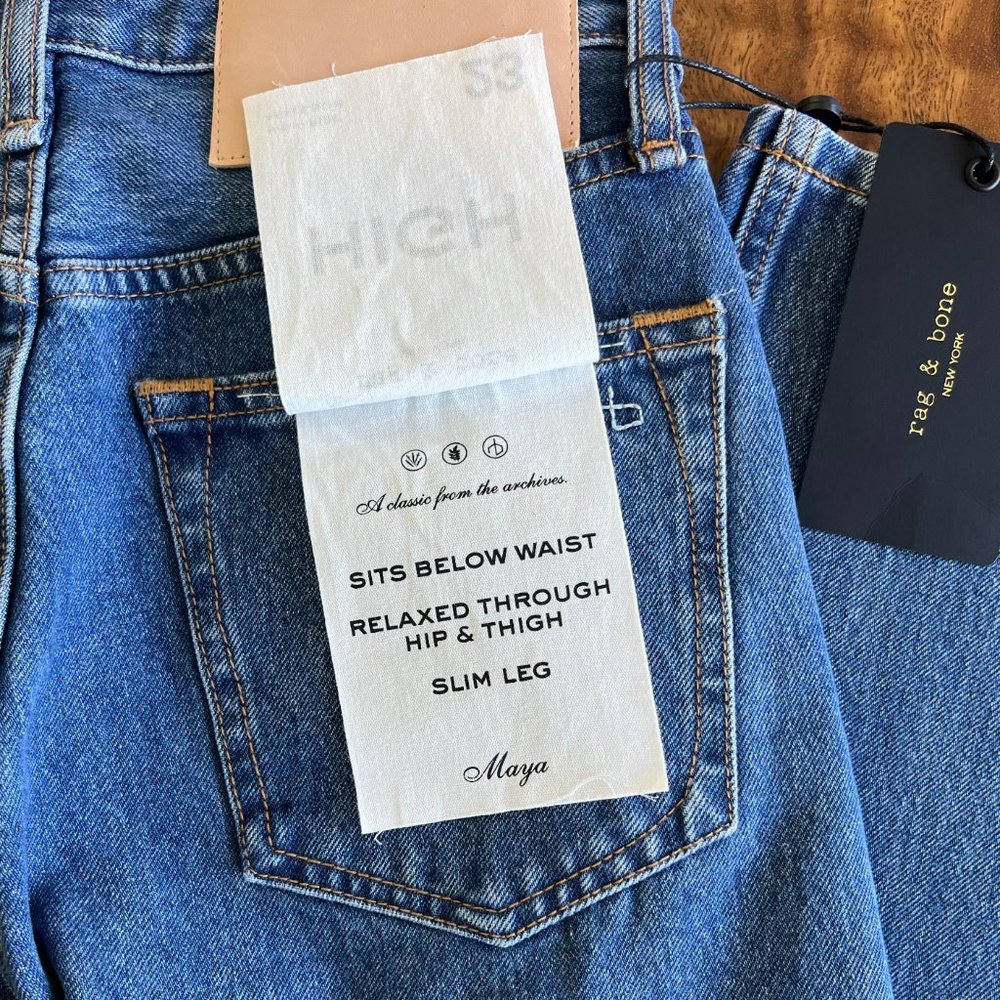 23
HIGH
A classic from the archives.
SITS BELOW WAIST
RELAXED THROUGH
HIP & THIGH
SLIM LEG
Maya
rag & bone
NEW YORK